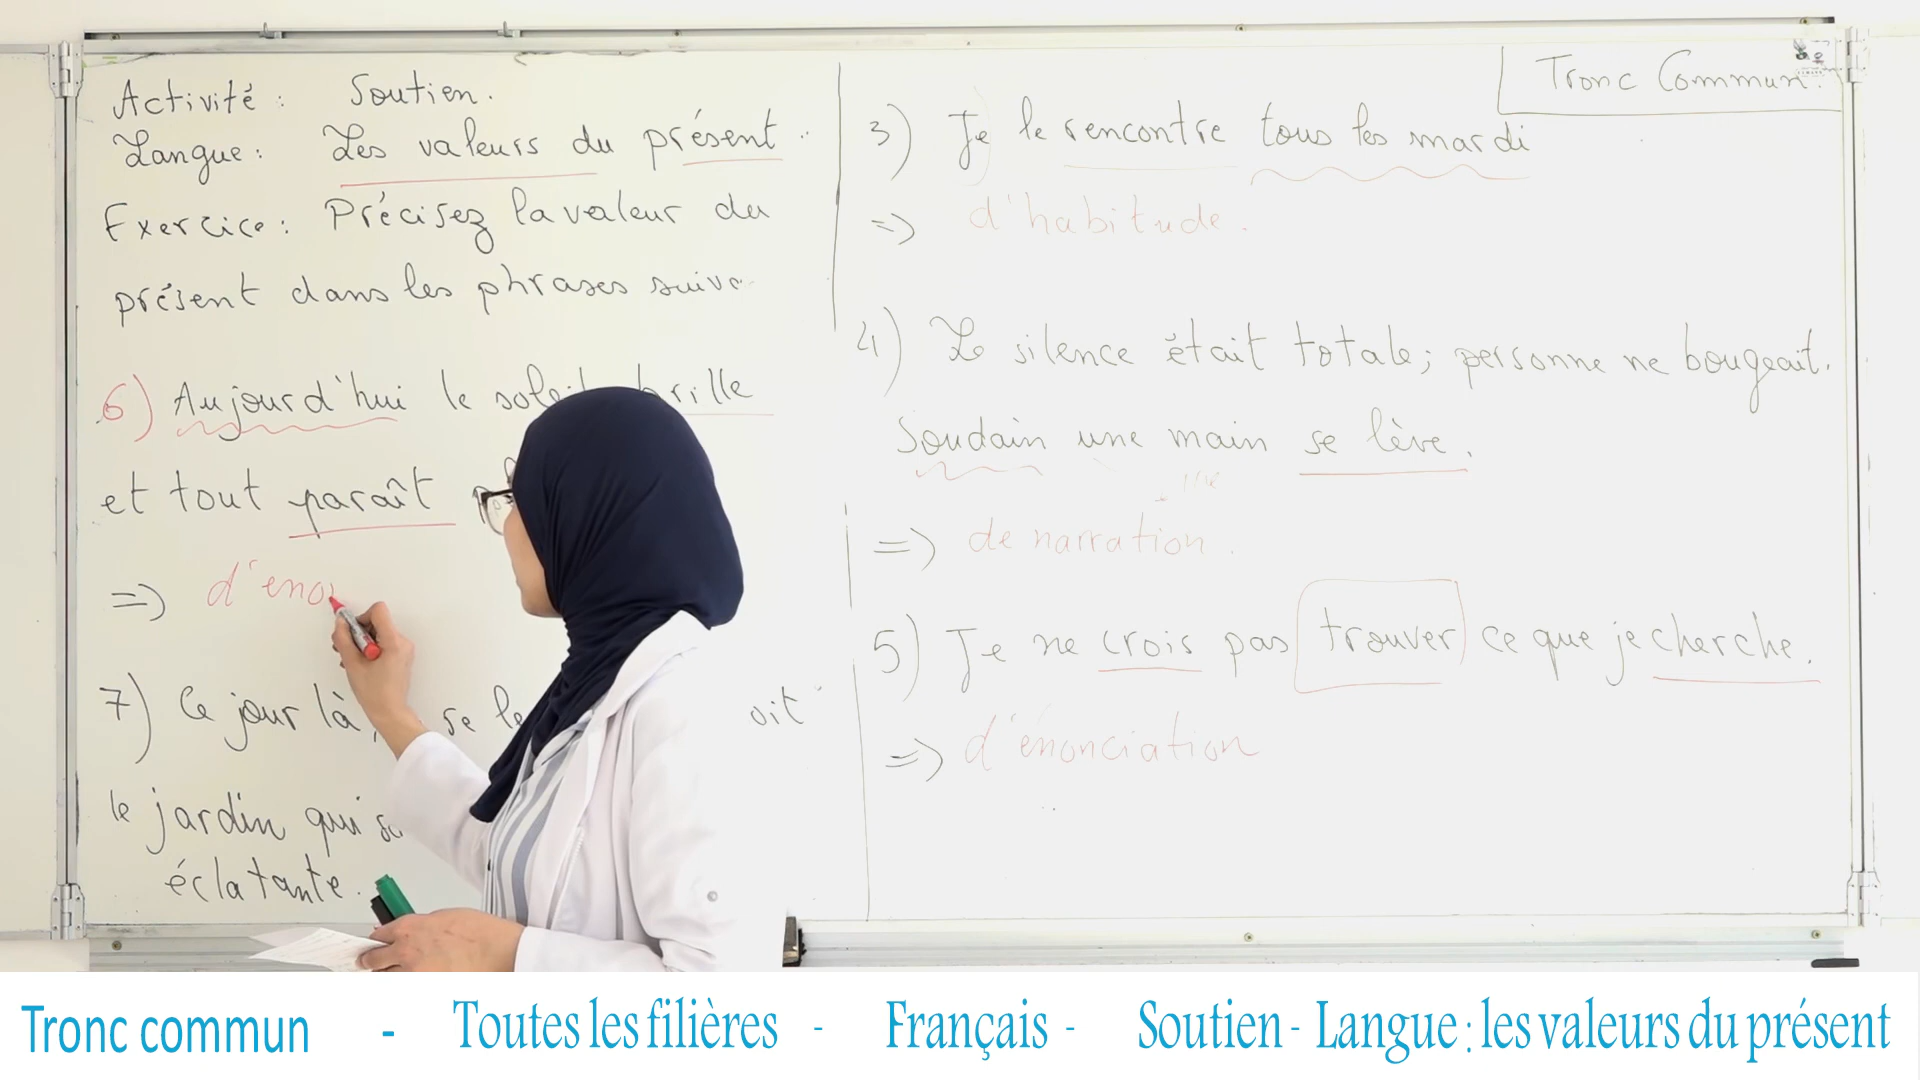 Activité : Soutien.
Langue : Les valeurs du présent.
Exercice : Précisez la valeur du
présent dans les phrases suiv
6) Aujourd'hui le brille
et tout paraît
=> d'énon
7) Ce jour là, se
le jardin qui
éclatante.
Tronc Commun.
3) Je le rencontre tous les mardi
=> d'habitude.
4) Le silence était totale; personne ne bougeait.
Soudain une main se lève.
=> de narration.
5) Je ne crois pas trouver ce que je cherche.
=> d'énonciation
Tronc commun - Toutes les filières - Français - Soutien - Langue : les valeurs du présent